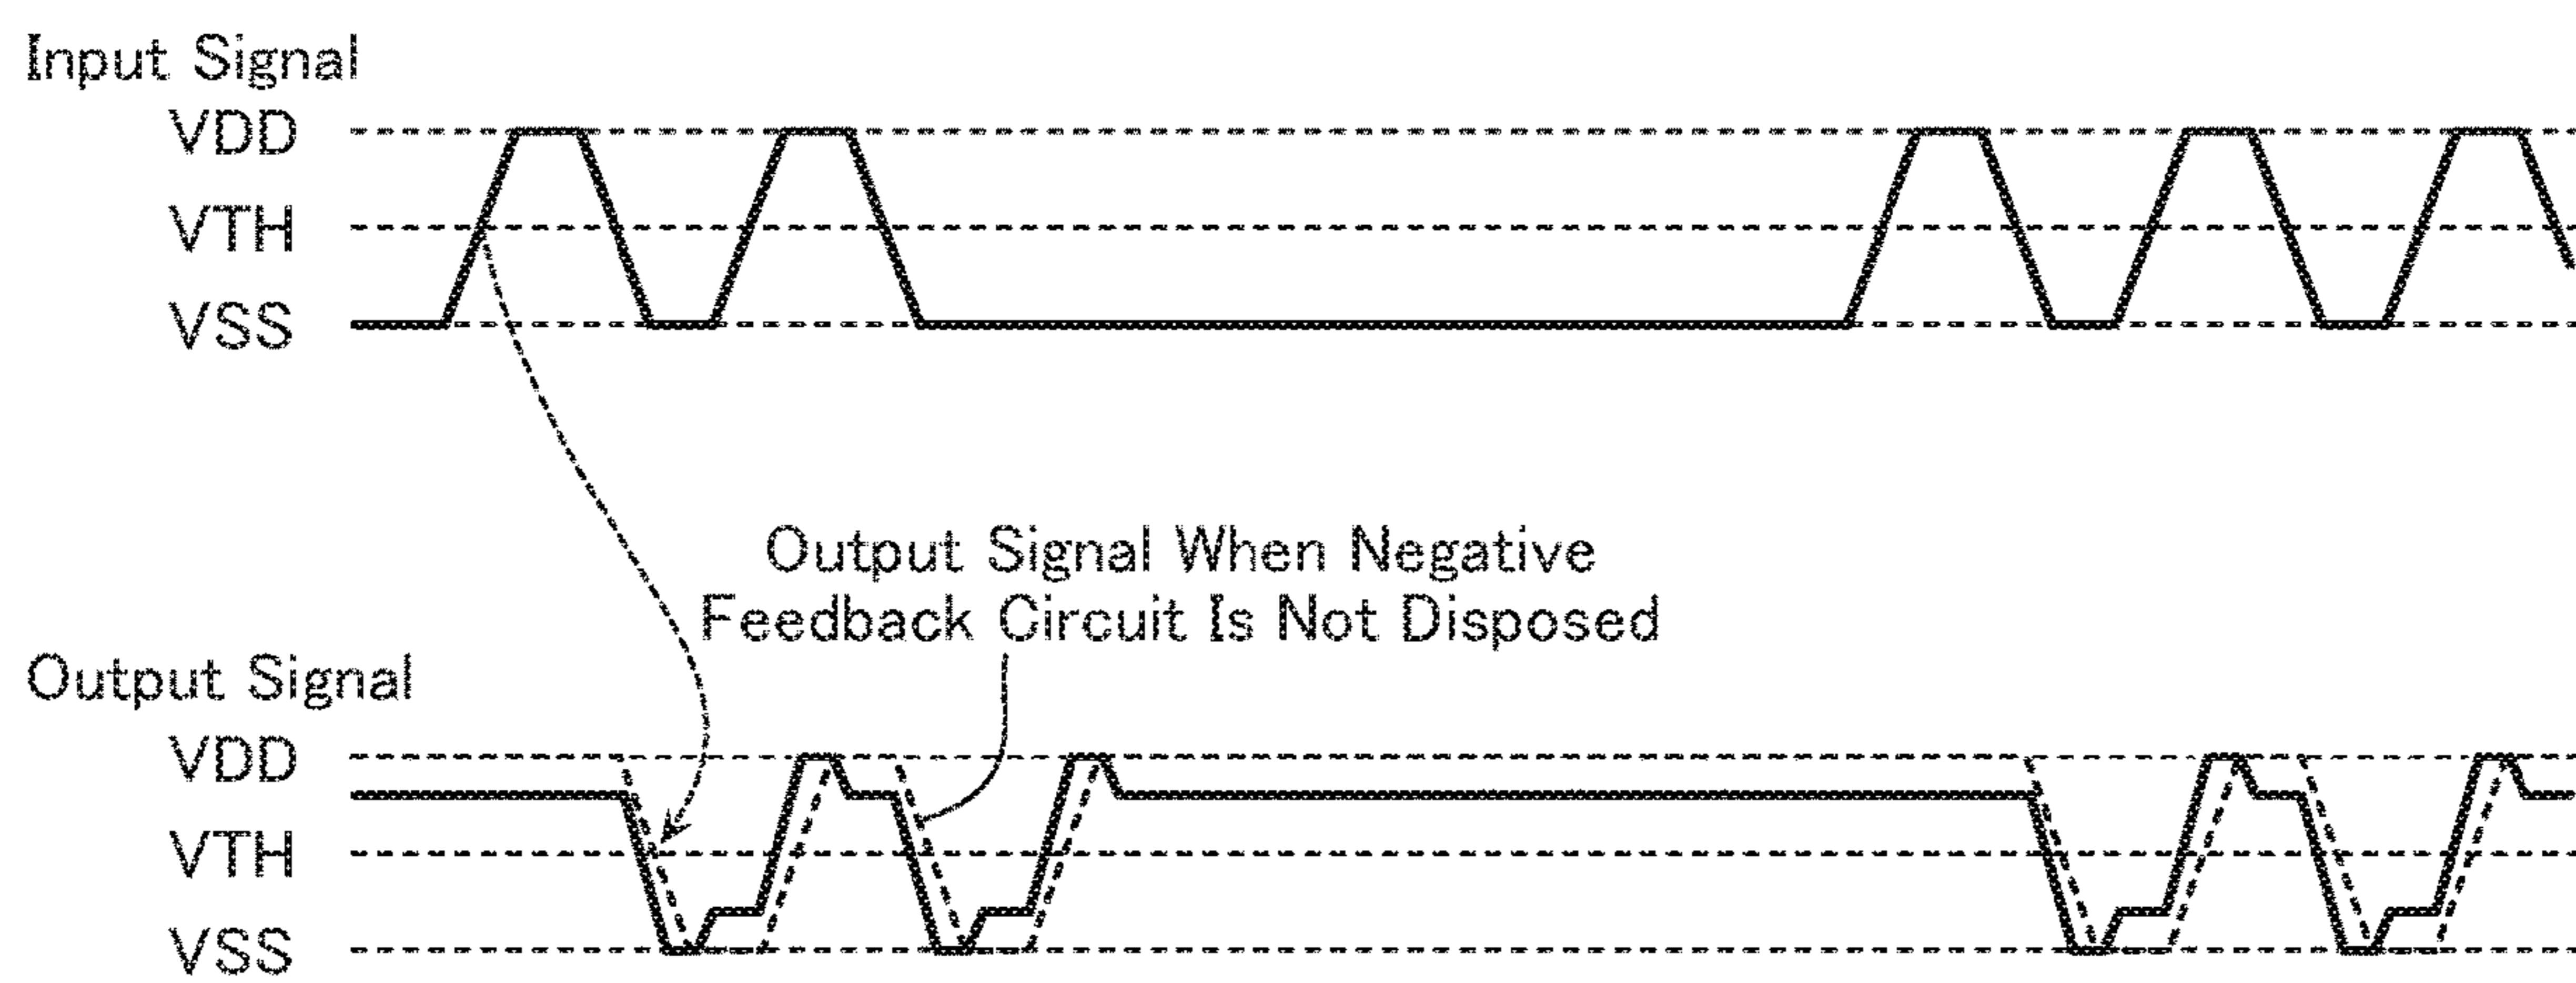 Input Signal
VDD
VTH
VSS
Output Signal When Negative
Feedback Circuit Is Not Disposed
Output Signal
VDD
VTH
VSS